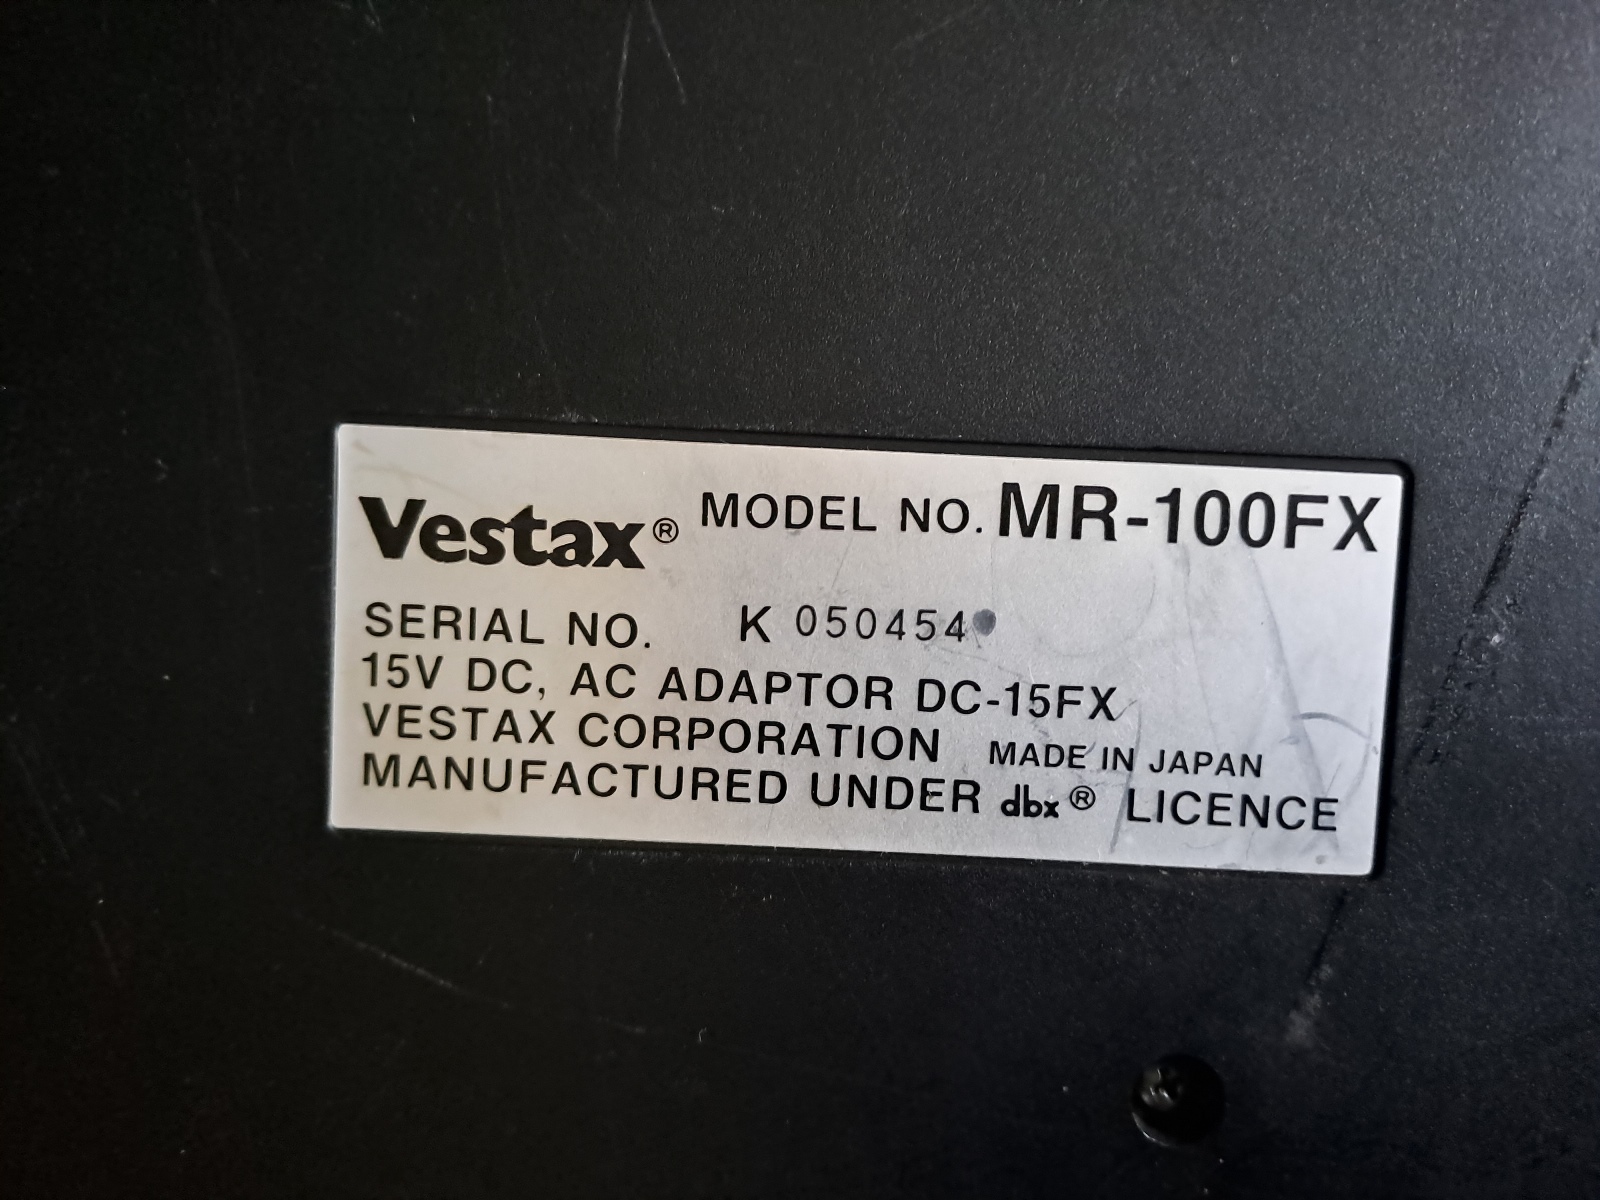 Vestax® MODEL NO. MR-100FX
SERIAL NO. K 050454
15V DC, AC ADAPTOR DC-15FX
VESTAX CORPORATION MADE IN JAPAN
MANUFACTURED UNDER dbx® LICENCE